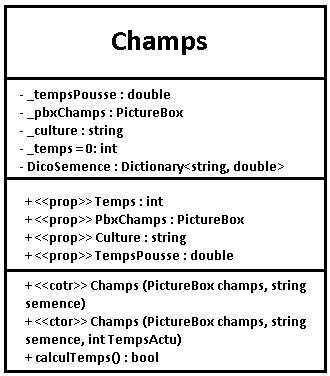 Champs
- _tempsPousse : double
- _pbxChamps : PictureBox
- _culture : string
- _temps =0: int
- DicoSemence : Dictionary<string, double>
+ <<prop>> Temps : int
+ <<prop>> PbxChamps : PictureBox
+ <<prop>> Culture : string
+ <<prop>> TempsPousse : double
+ <<cotr>> Champs (PictureBox champs, string
semence)
+ <<ctor>> Champs (PictureBox champs, string
semence, int TempsActu)
+ calculTemps() : bool